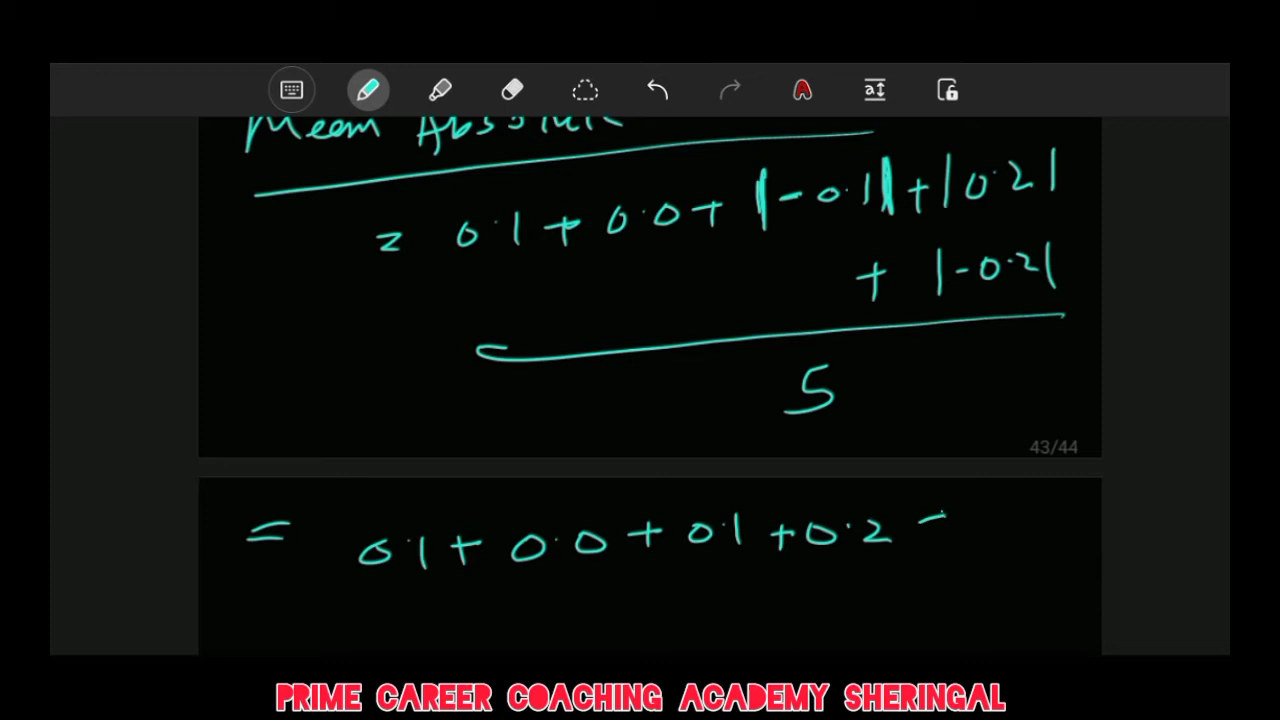 Mean Absolute
= 0.1 + 0.0 + |-0.1| + |0.2|
+ |-0.2|
5
43/44
= 0.1 + 0.0 + 0.1 + 0.2 -
PRIME CAREER COACHING ACADEMY SHERINGAL